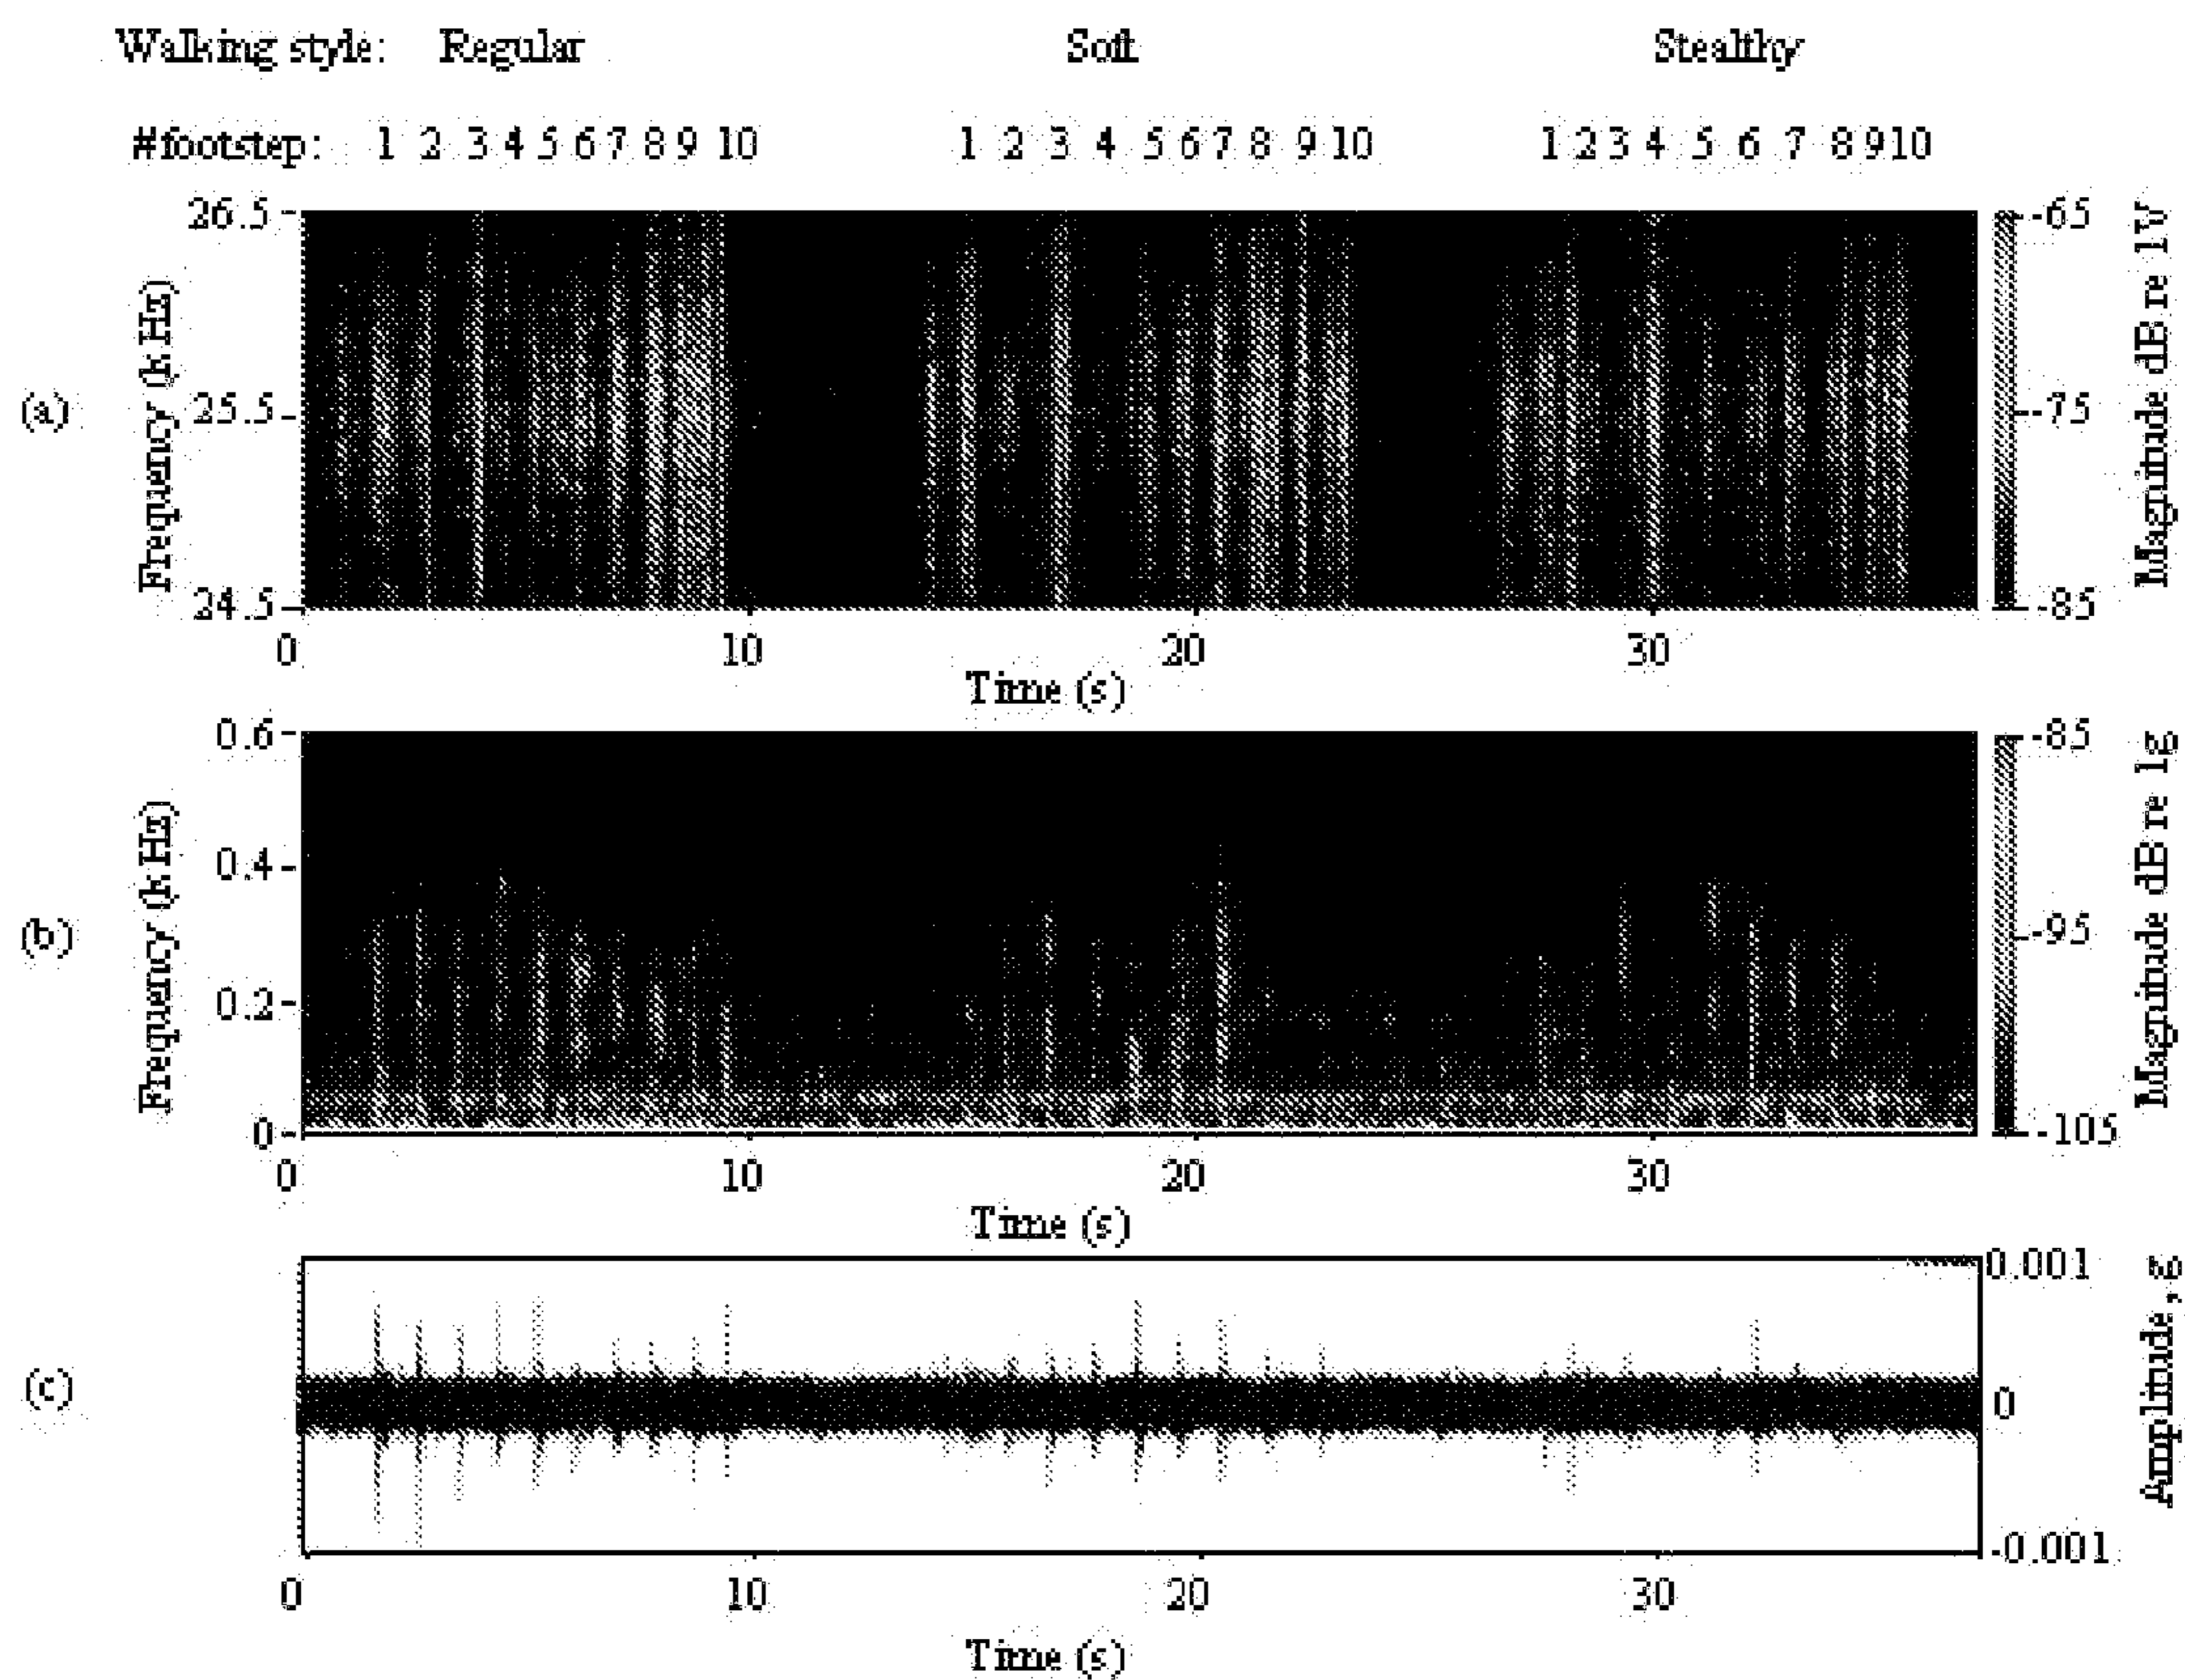 Walking style: Regular Soft Stealthy
#footstep: 1 2 3 4 5 6 7 8 9 10 1 2 3 4 5 6 7 8 9 10 1 2 3 4 5 6 7 8 9 10
(a)
Frequency (kHz)
26.5
25.5
24.5
0 10 20 30
Time (s)
-65
-75
-85
Magnitude dB re 1V
(b)
Frequency (kHz)
0.6
0.4
0.2
0
0 10 20 30
Time (s)
-85
-95
-105
Magnitude dB re 1g
(c)
0.001
0
-0.001
Amplitude, g
0 10 20 30
Time (s)